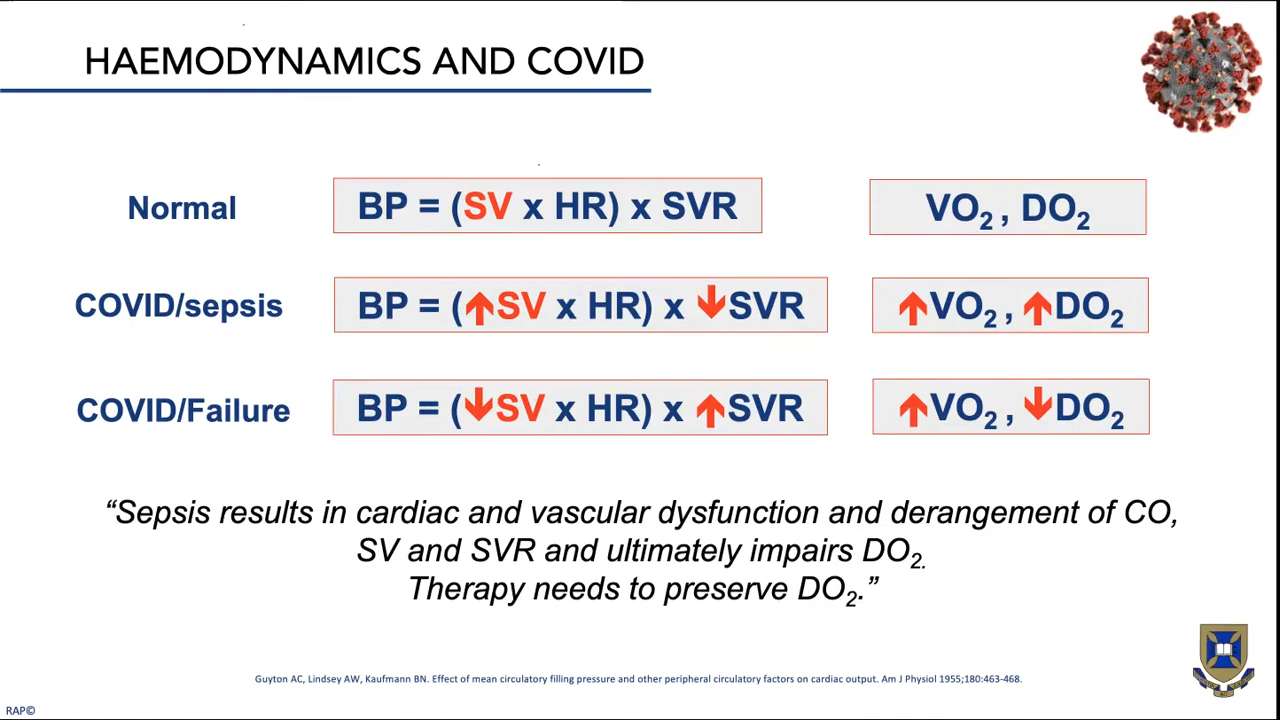 HAEMODYNAMICS AND COVID
Normal BP = (SV x HR) x SVR VO₂ , DO₂
COVID/sepsis BP = (↑SV x HR) x ↓SVR ↑VO₂ , ↑DO₂
COVID/Failure BP = (↓SV x HR) x ↑SVR ↑VO₂ , ↓DO₂
“Sepsis results in cardiac and vascular dysfunction and derangement of CO,
SV and SVR and ultimately impairs DO₂.
Therapy needs to preserve DO₂.”
Guyton AC, Lindsey AW, Kaufmann BN. Effect of mean circulatory filling pressure and other peripheral circulatory factors on cardiac output. Am J Physiol 1955;180:463-468.
RAP©